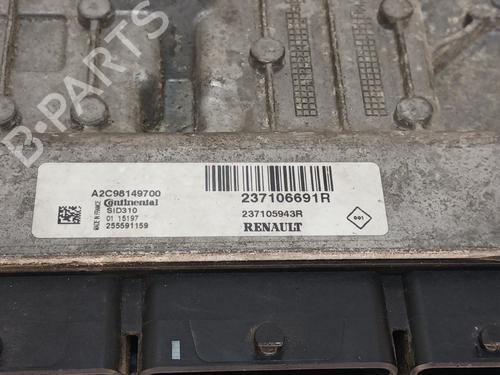 B-PARTS
A2C98149700
Continental
SID310
01 15197
255591159
MADE IN FRANCE
237106691R
237105943R
RENAULT
001